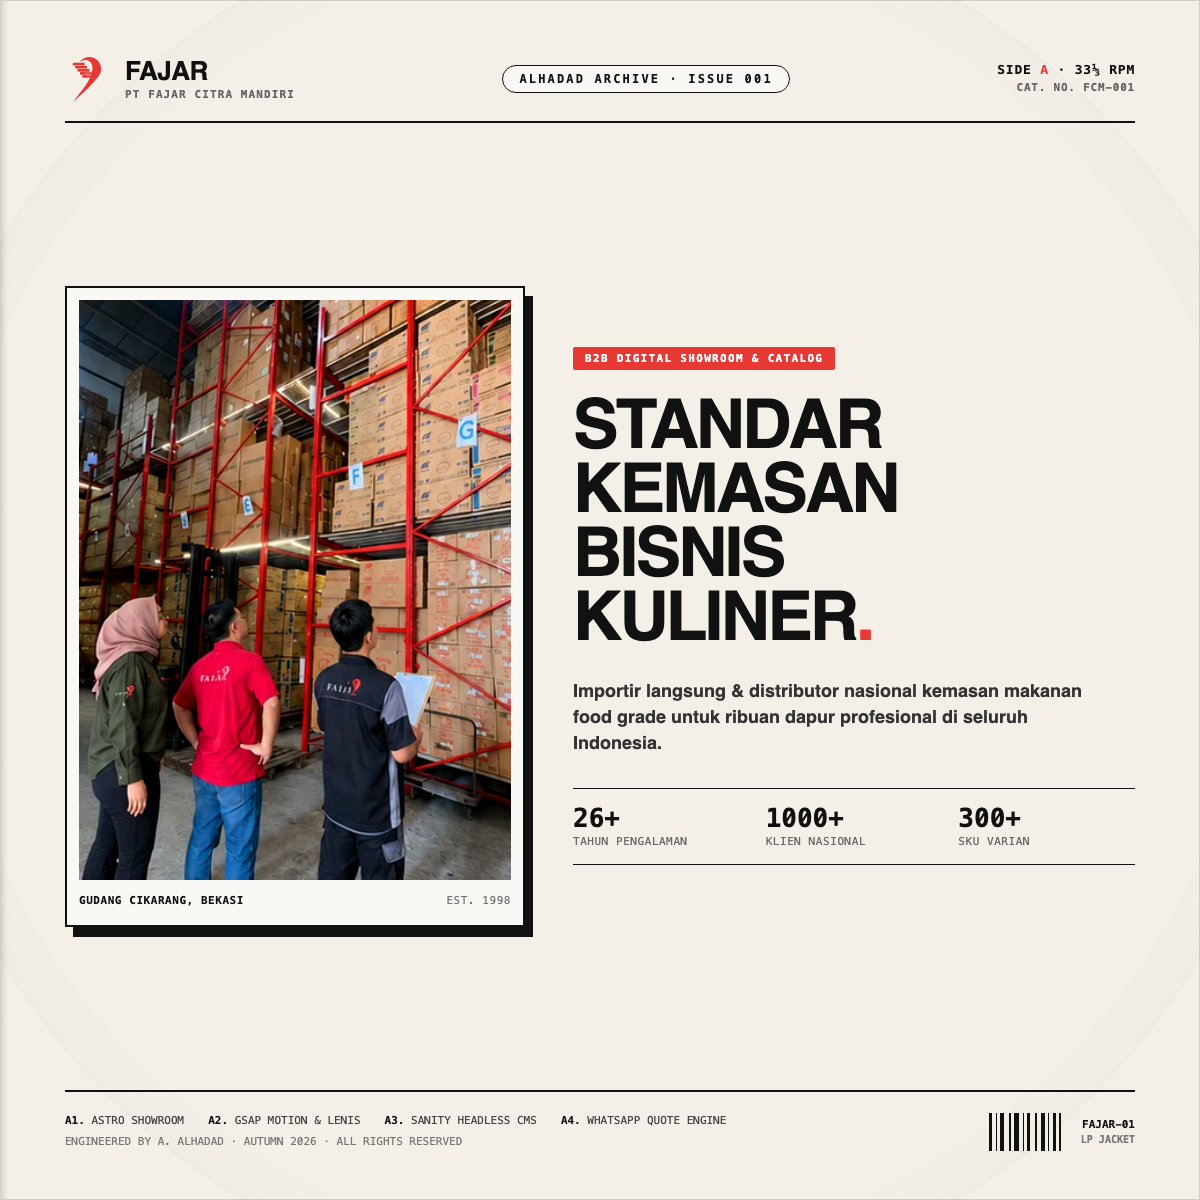 FAJAR
PT FAJAR CITRA MANDIRI
ALHADAD ARCHIVE · ISSUE 001
SIDE A · 33⅓ RPM
CAT. NO. FCM–001
G
F
E
FAJAR
FAJAR
GUDANG CIKARANG, BEKASI
EST. 1998
B2B DIGITAL SHOWROOM & CATALOG
STANDAR
KEMASAN
BISNIS
KULINER.
Importir langsung & distributor nasional kemasan makanan
food grade untuk ribuan dapur profesional di seluruh
Indonesia.
26+ 1000+ 300+
TAHUN PENGALAMAN KLIEN NASIONAL SKU VARIAN
A1. ASTRO SHOWROOM A2. GSAP MOTION & LENIS A3. SANITY HEADLESS CMS A4. WHATSAPP QUOTE ENGINE
ENGINEERED BY A. ALHADAD · AUTUMN 2026 · ALL RIGHTS RESERVED
FAJAR–01
LP JACKET